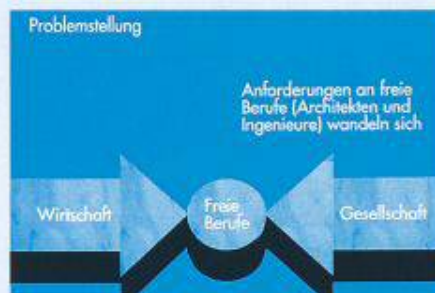 Problemstellung
Anforderungen an freie
Berufe (Architekten und
Ingenieure) wandeln sich
Wirtschaft
Freie
Berufe
Gesellschaft